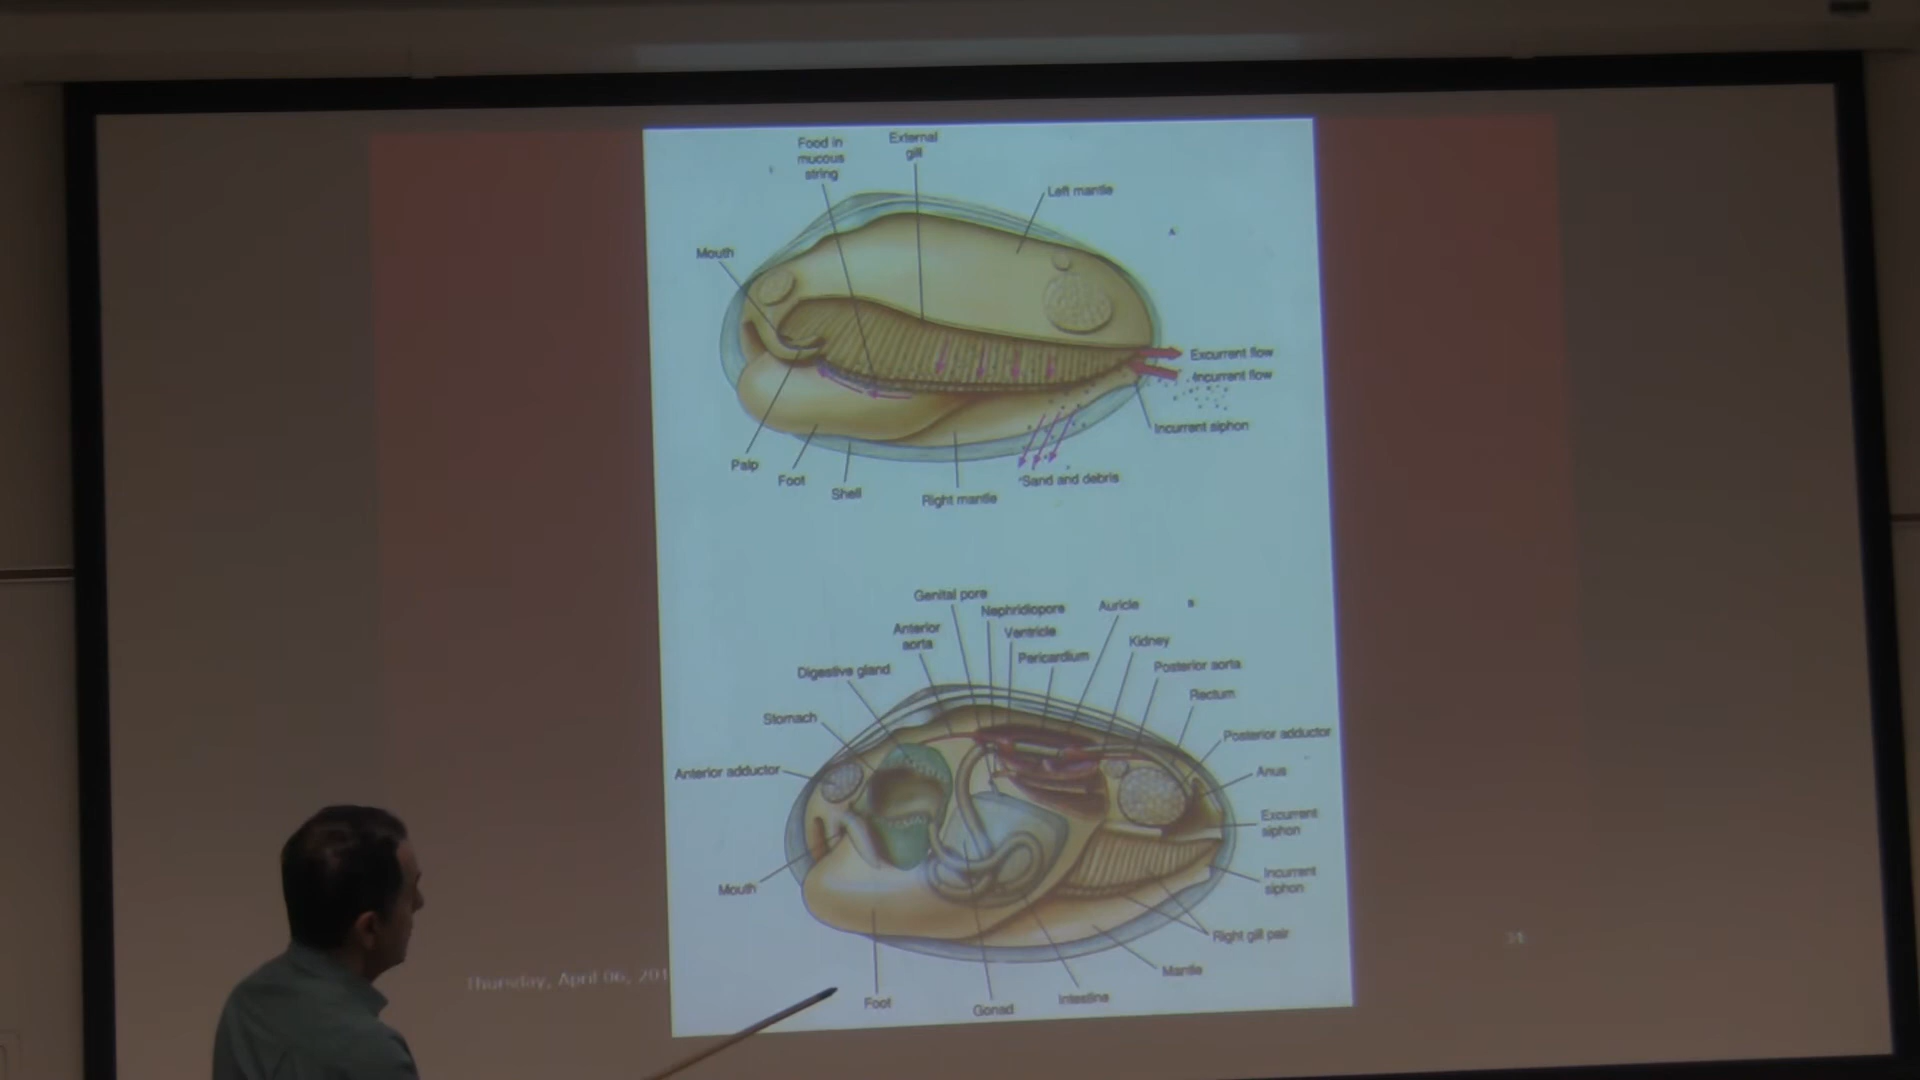 Food in
mucous
string
External
gill
Left mantle
A
Mouth
Excurrent flow
Incurrent flow
Incurrent siphon
Palp
Foot
Shell
Right mantle
Sand and debris
Genital pore
Nephridiopore
Auricle
B
Anterior
aorta
Ventricle
Kidney
Digestive gland
Pericardium
Posterior aorta
Rectum
Stomach
Posterior adductor
Anterior adductor
Anus
Excurrent
siphon
Mouth
Incurrent
siphon
Right gill pair
Mantle
Foot
Gonad
Intestine
Thursday, April 06, 201
31